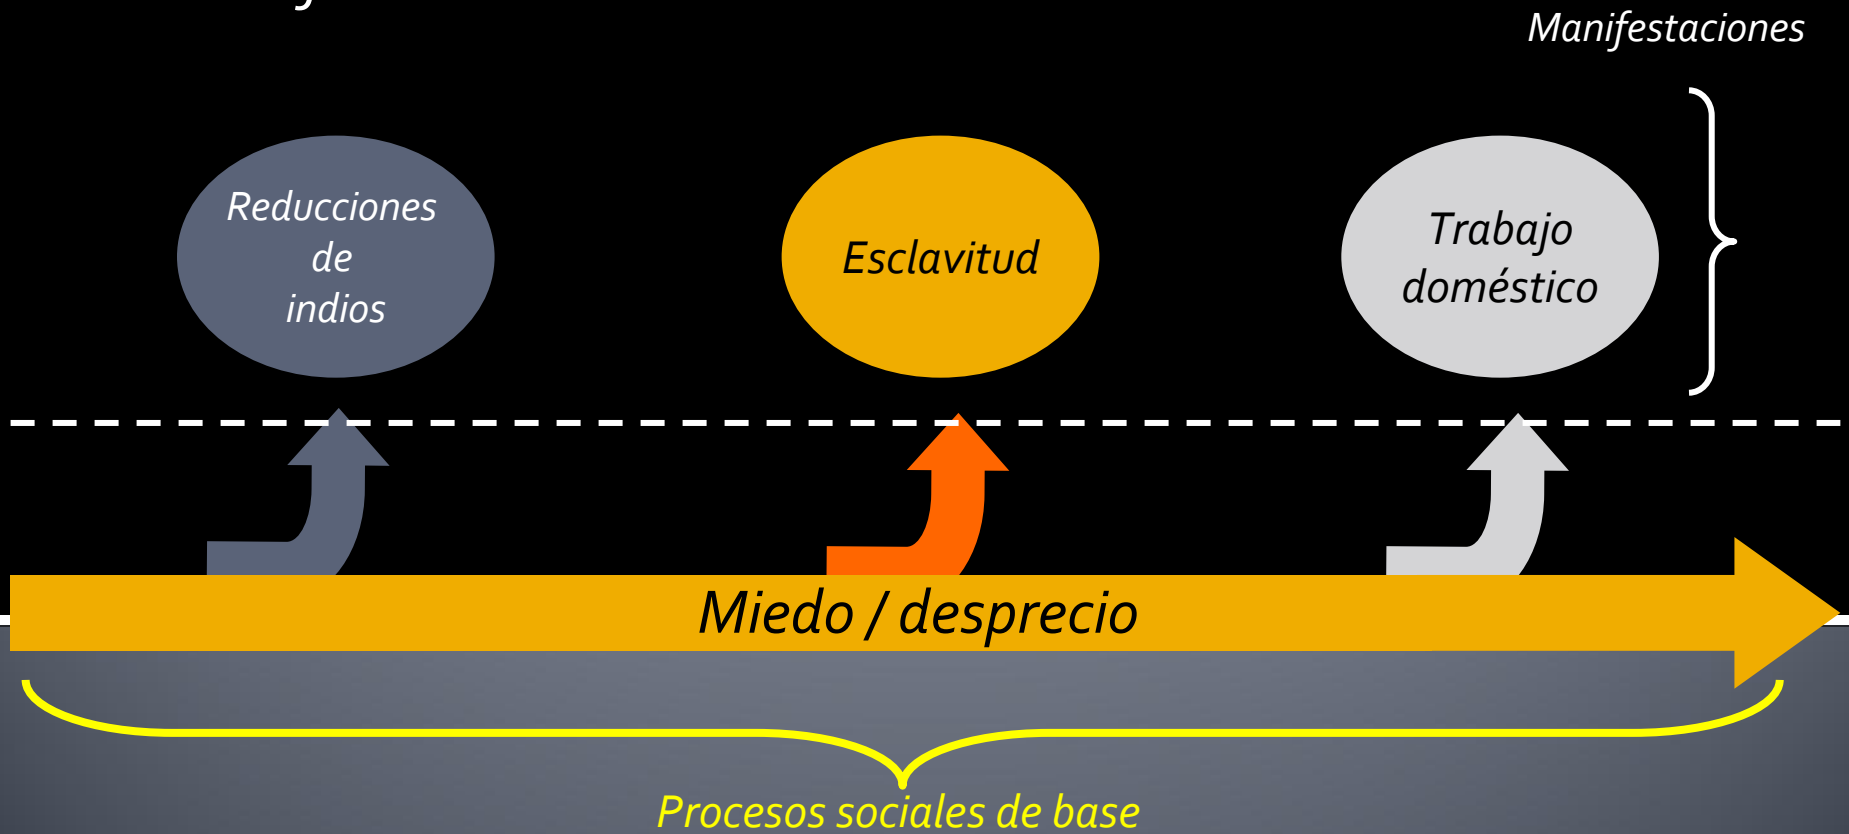 Manifestaciones
Reducciones
de
indios
Esclavitud
Trabajo
doméstico
Miedo / desprecio
Procesos sociales de base